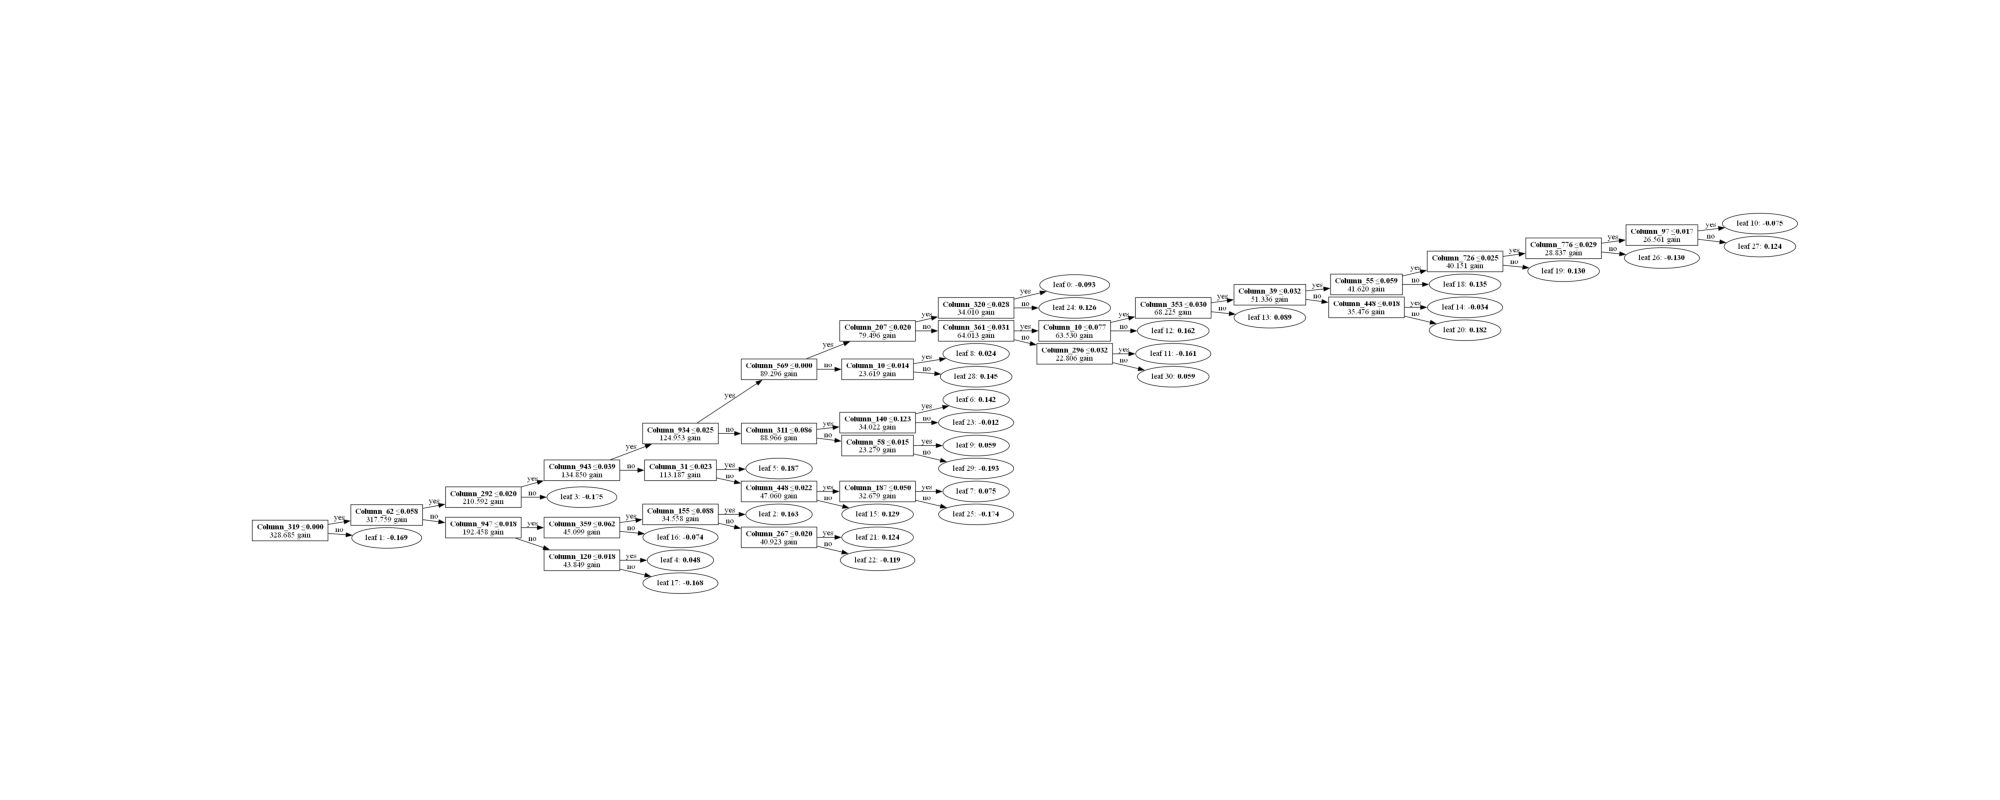 Column_319 ≤0.000
328.685 gain
yes
no
Column_62 ≤0.058
317.759 gain
leaf 1: -0.169
yes
no
Column_292 ≤0.020
210.592 gain
Column_947 ≤0.018
192.458 gain
yes
no
yes
no
Column_943 ≤0.039
134.850 gain
leaf 3: -0.175
Column_359 ≤0.062
45.099 gain
Column_120 ≤0.018
43.849 gain
yes
no
yes
no
yes
no
Column_934 ≤0.025
124.953 gain
Column_31 ≤0.023
113.187 gain
Column_155 ≤0.088
34.558 gain
leaf 16: -0.074
leaf 4: 0.048
leaf 17: -0.168
yes
no
yes
no
yes
no
Column_569 ≤0.000
89.296 gain
Column_311 ≤0.086
88.966 gain
leaf 5: 0.187
Column_448 ≤0.022
47.060 gain
leaf 2: 0.163
Column_267 ≤0.020
40.923 gain
yes
no
yes
no
yes
no
yes
no
Column_207 ≤0.020
79.496 gain
Column_10 ≤0.014
23.619 gain
Column_140 ≤0.123
34.022 gain
Column_58 ≤0.015
23.279 gain
Column_187 ≤0.050
32.679 gain
leaf 15: 0.129
leaf 21: 0.124
leaf 22: -0.119
yes
no
yes
no
yes
no
yes
no
yes
no
Column_320 ≤0.028
34.010 gain
Column_361 ≤0.031
64.013 gain
leaf 8: 0.024
leaf 28: 0.145
leaf 6: 0.142
leaf 23: -0.012
leaf 9: 0.059
leaf 29: -0.193
leaf 7: 0.075
leaf 25: -0.174
yes
no
yes
no
leaf 0: -0.093
leaf 24: 0.126
Column_10 ≤0.077
63.530 gain
Column_296 ≤0.032
22.806 gain
yes
no
yes
no
Column_353 ≤0.030
68.225 gain
leaf 12: 0.162
leaf 11: -0.161
leaf 30: 0.059
yes
no
Column_39 ≤0.032
51.336 gain
leaf 13: 0.089
yes
no
Column_55 ≤0.059
41.620 gain
Column_448 ≤0.018
35.476 gain
yes
no
yes
no
Column_726 ≤0.025
40.151 gain
leaf 18: 0.135
leaf 14: -0.034
leaf 20: 0.182
yes
no
Column_776 ≤0.029
28.837 gain
leaf 19: 0.130
yes
no
Column_97 ≤0.017
26.561 gain
leaf 26: -0.130
yes
no
leaf 10: -0.075
leaf 27: 0.124